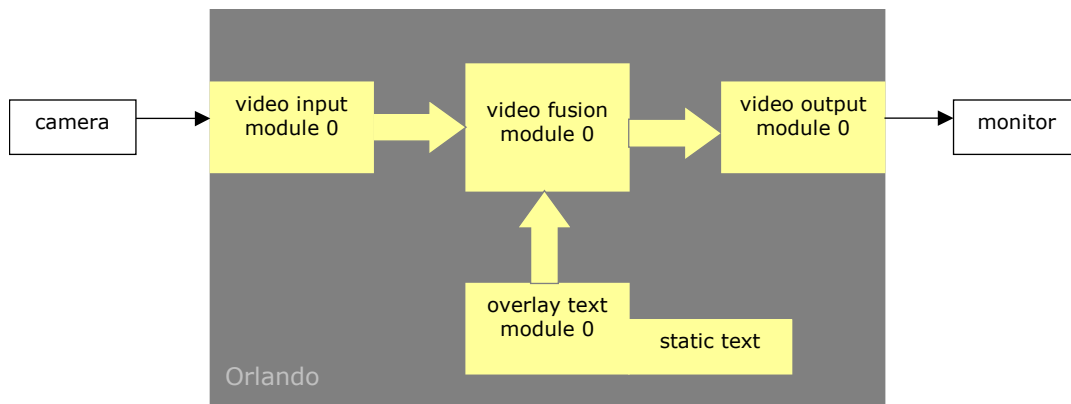 camera
video input
module 0
video fusion
module 0
video output
module 0
monitor
overlay text
module 0
static text
Orlando